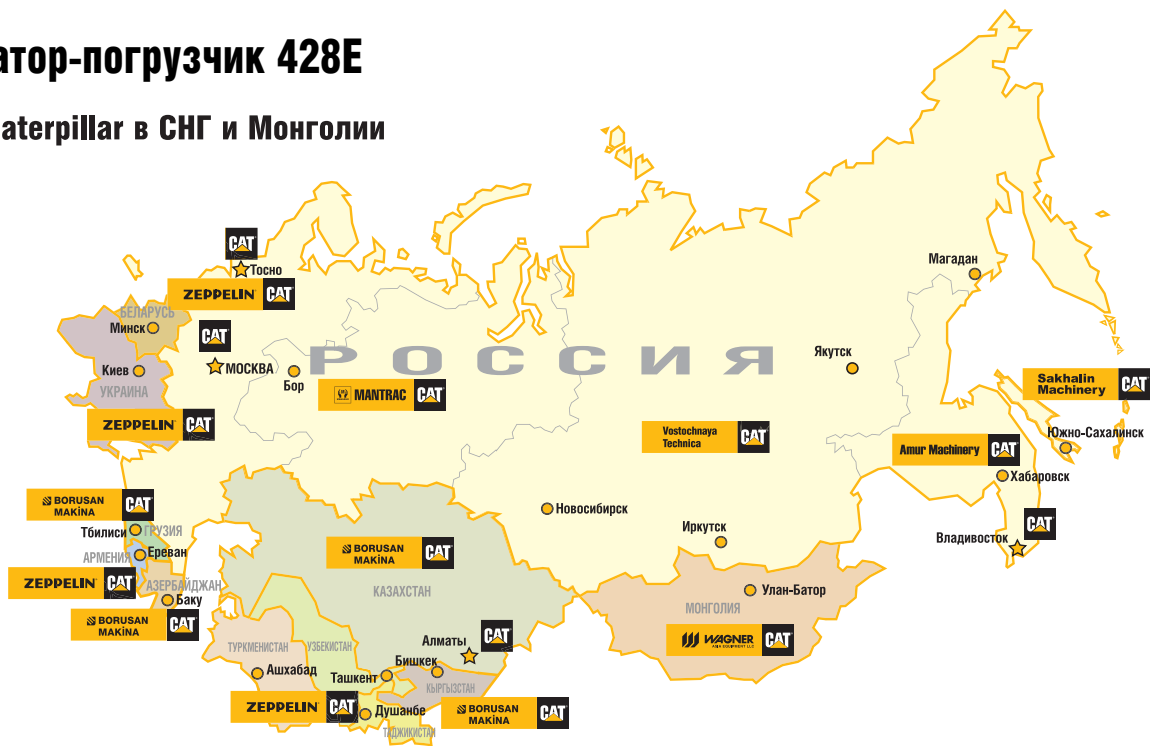 атор-погрузчик 428E
aterpillar в СНГ и Монголии
CAT
Тосно
ZEPPELIN CAT
БЕЛАРУСЬ
Минск
CAT
МОСКВА
Киев
УКРАИНА
ZEPPELIN CAT
РОССИЯ
Бор
MANTRAC CAT
Магадан
Якутск
Sakhalin
Machinery CAT
Vostochnaya
Technica CAT
Южно-Сахалинск
Amur Machinery CAT
Хабаровск
BORUSAN
MAKİNA CAT
Тбилиси ГРУЗИЯ
Новосибирск
Иркутск
CAT
Владивосток
АРМЕНИЯ Ереван
ZEPPELIN CAT
АЗЕРБАЙДЖАН
Баку
BORUSAN
MAKİNA CAT
BORUSAN
MAKİNA CAT
КАЗАХСТАН
Улан-Батор
МОНГОЛИЯ
WAGNER
ASIA EQUIPMENT LLC
CAT
ТУРКМЕНИСТАН
УЗБЕКИСТАН
Алматы
CAT
Бишкек
Ашхабад
Ташкент
КЫРГЫЗСТАН
ZEPPELIN CAT
Душанбе
ТАДЖИКИСТАН
BORUSAN
MAKİNA CAT